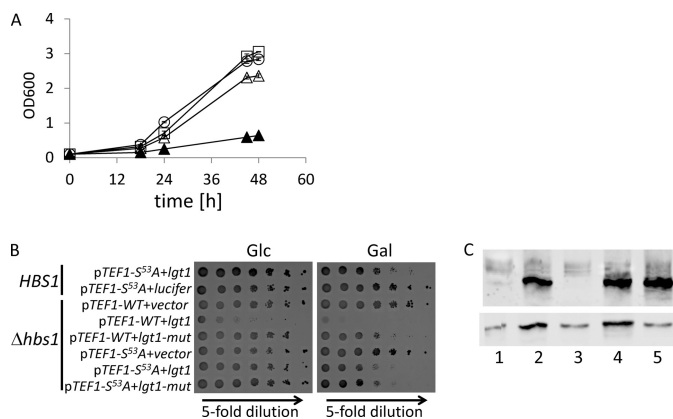 A
OD600
4
3
2
1
0
0 12 24 36 48 60
time [h]
B
Glc Gal
HBS1
pTEF1-S⁵³A+lgt1
pTEF1-S⁵³A+lucifer
Δhbs1
pTEF1-WT+vector
pTEF1-WT+lgt1
pTEF1-WT+lgt1-mut
pTEF1-S⁵³A+vector
pTEF1-S⁵³A+lgt1
pTEF1-S⁵³A+lgt1-mut
5-fold dilution 5-fold dilution
C
1 2 3 4 5